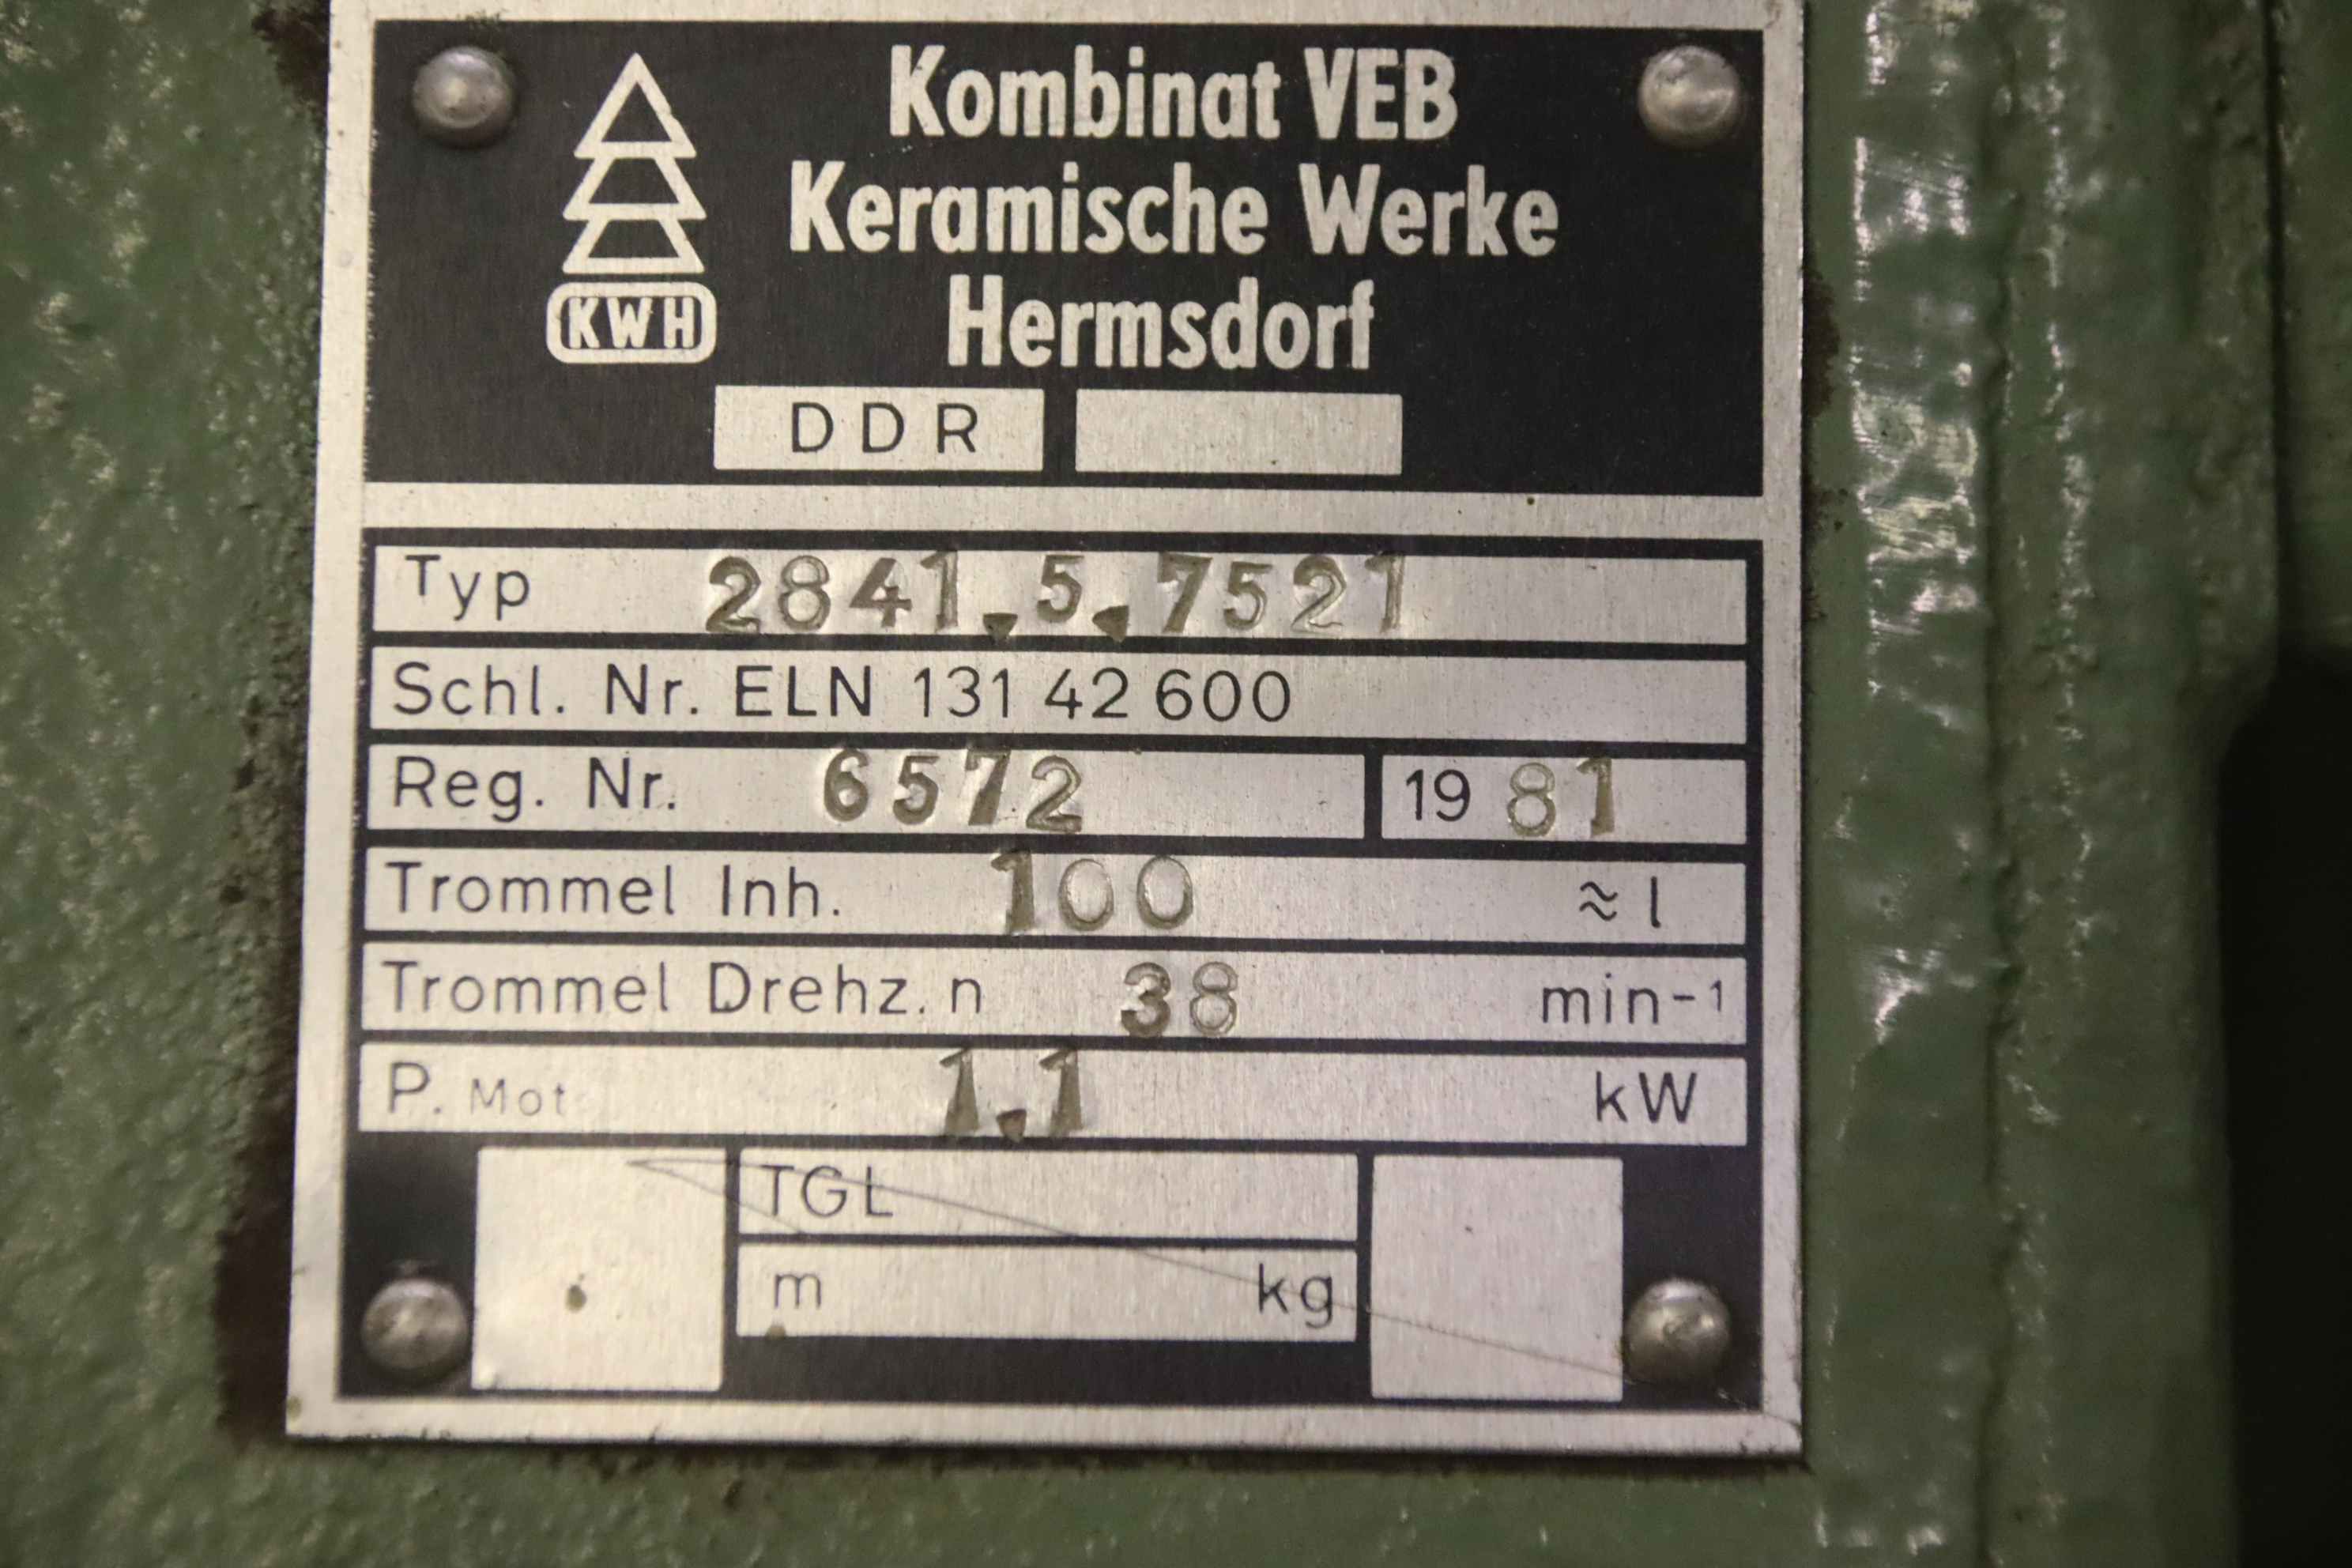 Kombinat VEB
Keramische Werke
Hermsdorf
KWH
DDR
Typ 2841.5.7521
Schl. Nr. ELN 131 42 600
Reg. Nr. 6572 1981
Trommel Inh. 100 ≈ l
Trommel Drehz. n 38 min-1
P. Mot 1.1 kW
TGL
m kg